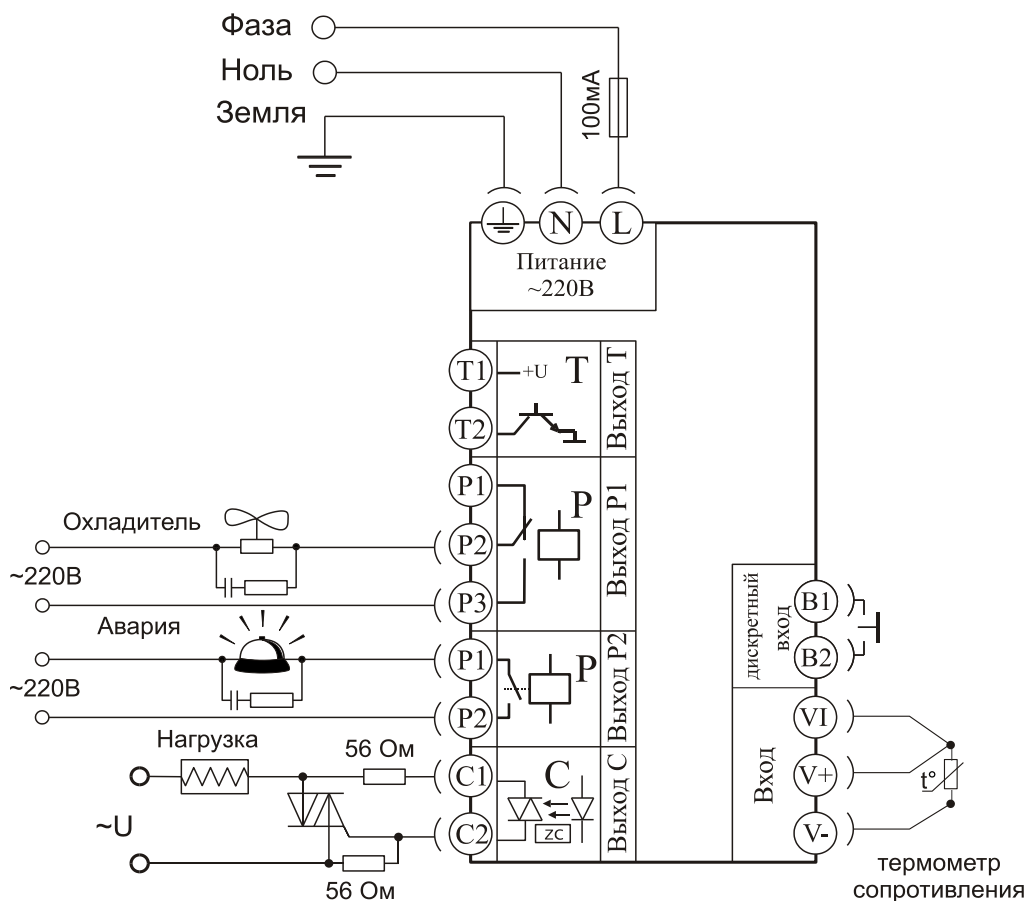 Фаза
Ноль
Земля
100мА
N
L
Питание
~220В
T1
+U
T
Выход T
T2
P1
P
Выход P1
P2
P3
Охладитель
~220В
Авария
~220В
P1
P
Выход P2
P2
Нагрузка
56 Ом
C1
C
Выход C
C2
ZC
~U
56 Ом
дискретный
вход
B1
B2
Вход
VI
V+
V-
t°
термометр
сопротивления